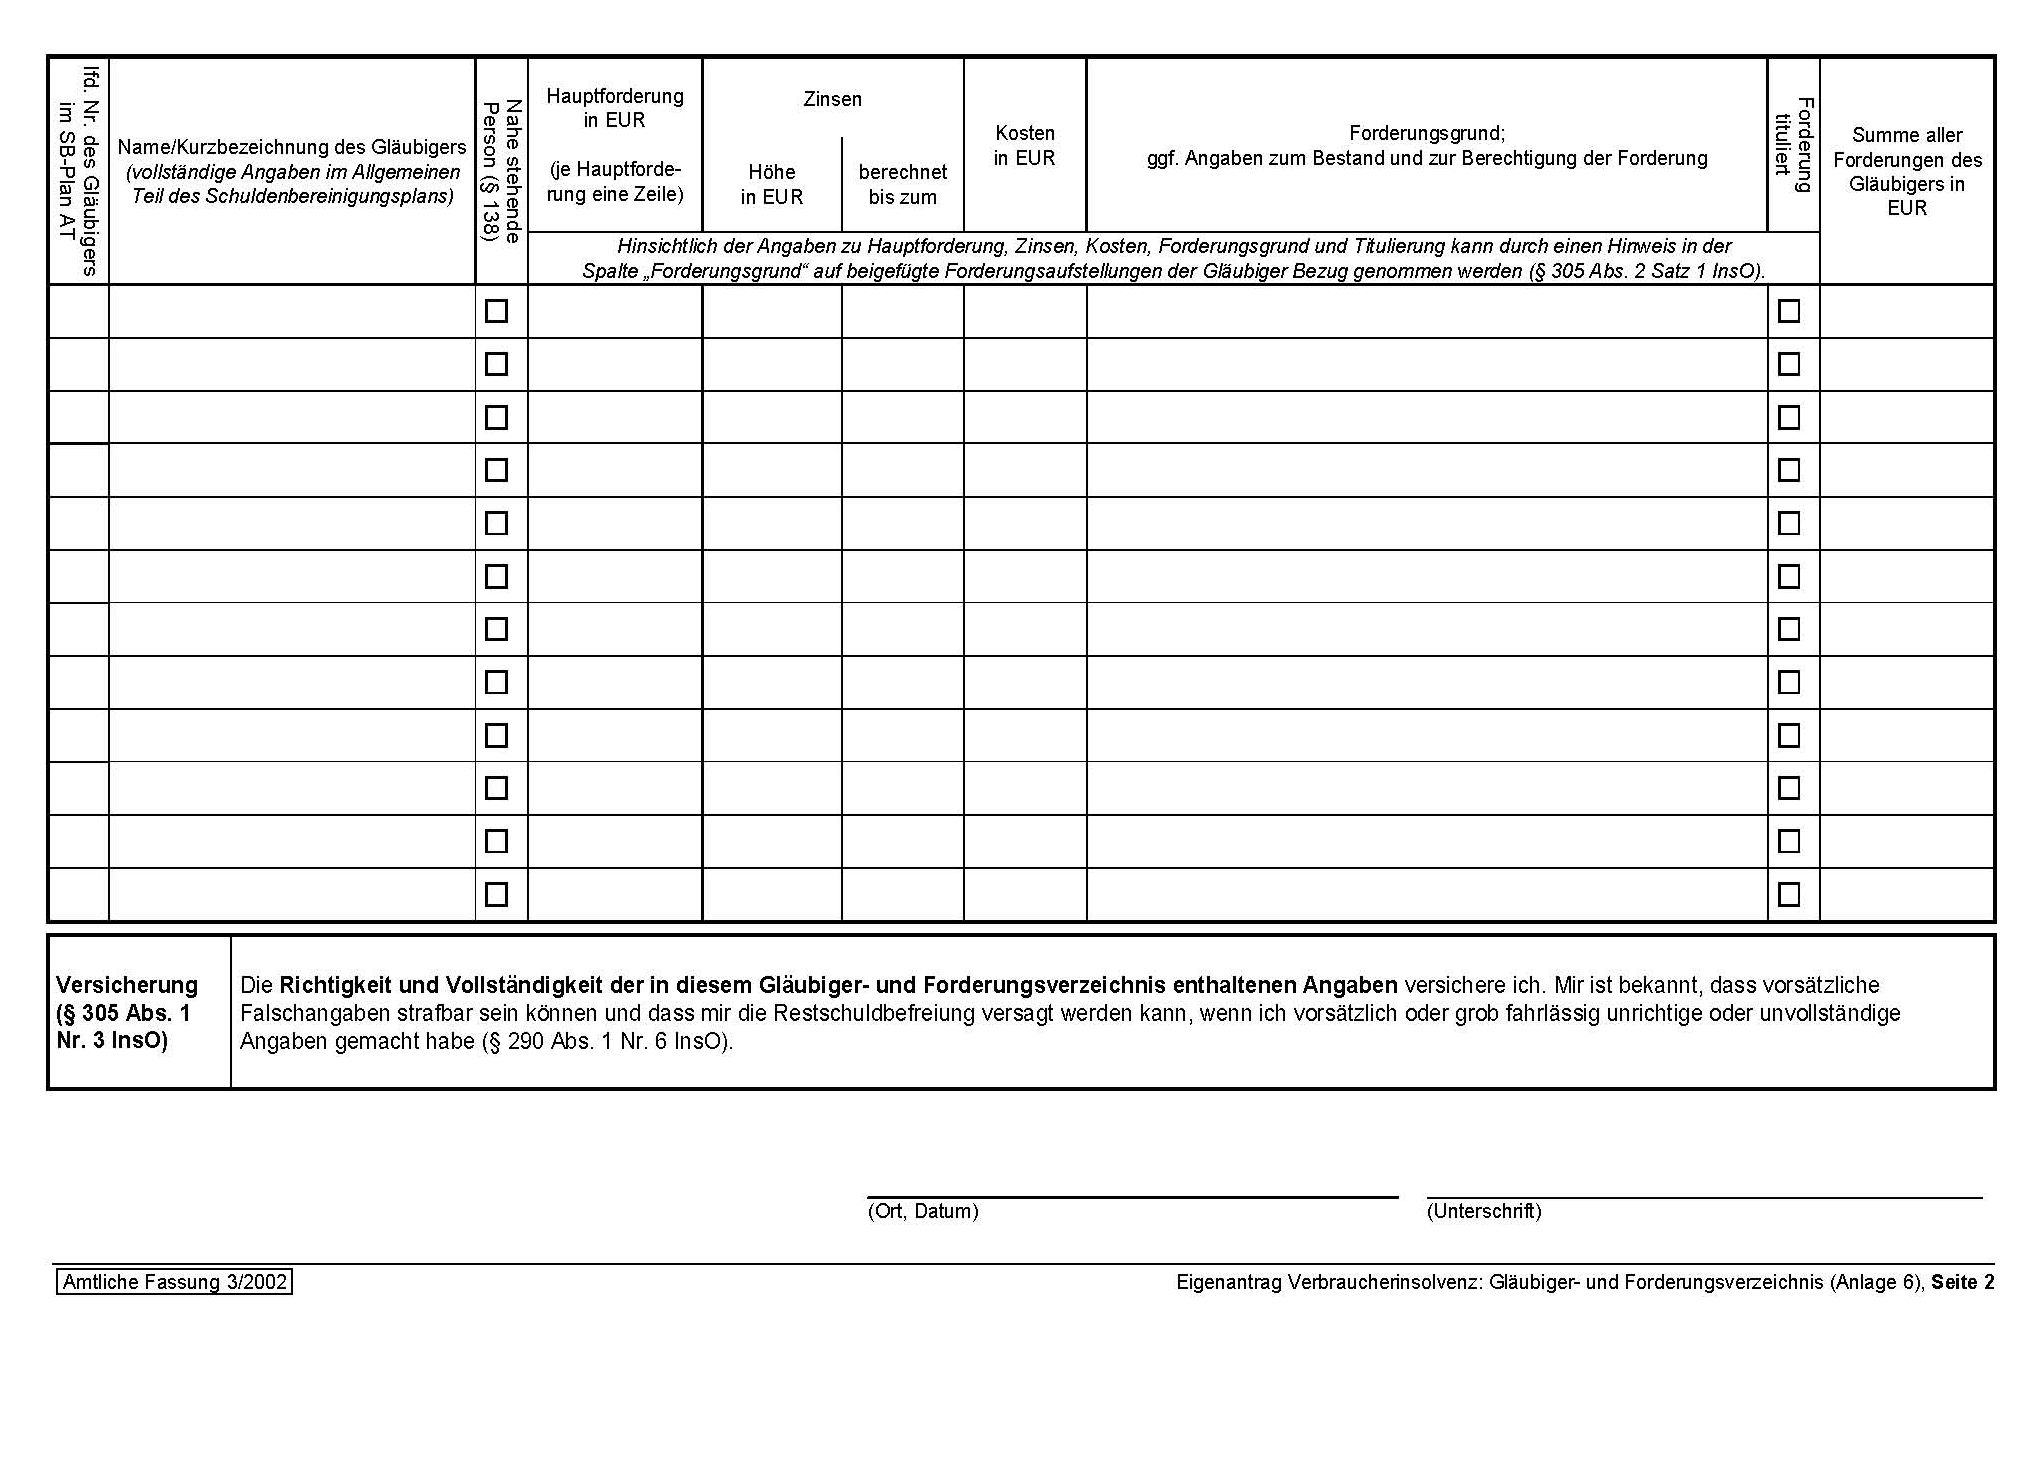 lfd. Nr. des Gläubigers
im SB-Plan AT
Name/Kurzbezeichnung des Gläubigers
(vollständige Angaben im Allgemeinen
Teil des Schuldenbereinigungsplans)
Nahe stehende
Person (§ 138)
Hauptforderung
in EUR
(je Hauptforde-
rung eine Zeile)
Zinsen
Höhe
in EUR
berechnet
bis zum
Kosten
in EUR
Forderungsgrund;
ggf. Angaben zum Bestand und zur Berechtigung der Forderung
Forderung
tituliert
Summe aller
Forderungen des
Gläubigers in
EUR
Hinsichtlich der Angaben zu Hauptforderung, Zinsen, Kosten, Forderungsgrund und Titulierung kann durch einen Hinweis in der
Spalte „Forderungsgrund“ auf beigefügte Forderungsaufstellungen der Gläubiger Bezug genommen werden (§ 305 Abs. 2 Satz 1 InsO).
Versicherung
(§ 305 Abs. 1
Nr. 3 InsO)
Die Richtigkeit und Vollständigkeit der in diesem Gläubiger- und Forderungsverzeichnis enthaltenen Angaben versichere ich. Mir ist bekannt, dass vorsätzliche
Falschangaben strafbar sein können und dass mir die Restschuldbefreiung versagt werden kann, wenn ich vorsätzlich oder grob fahrlässig unrichtige oder unvollständige
Angaben gemacht habe (§ 290 Abs. 1 Nr. 6 InsO).
(Ort, Datum)
(Unterschrift)
Amtliche Fassung 3/2002
Eigenantrag Verbraucherinsolvenz: Gläubiger- und Forderungsverzeichnis (Anlage 6), Seite 2